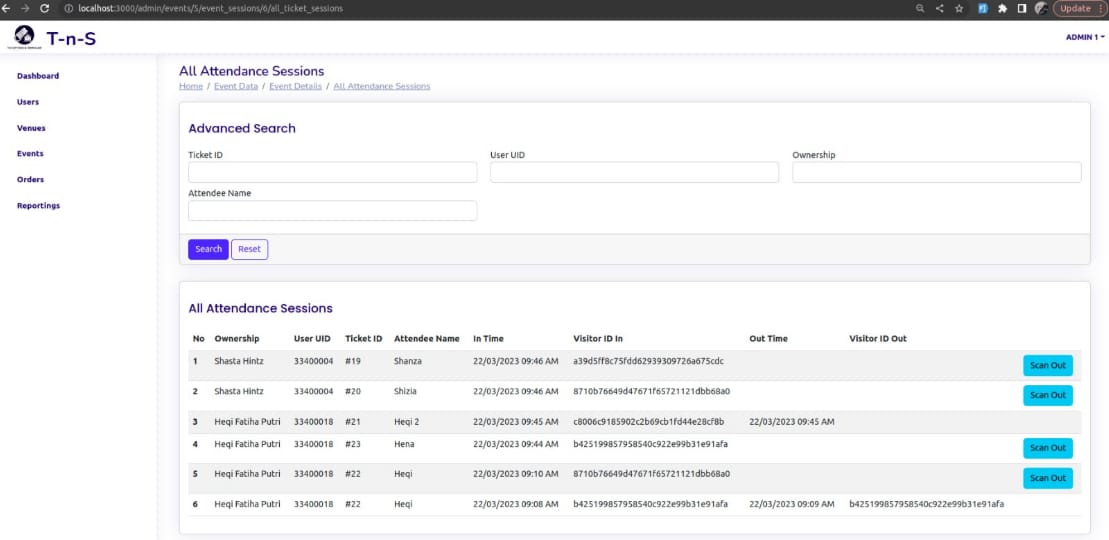 localhost:3000/admin/events/5/event_sessions/6/all_ticket_sessions
Update
T-n-S
ADMIN 1
Dashboard
Users
Venues
Events
Orders
Reportings
All Attendance Sessions
Home / Event Data / Event Details / All Attendance Sessions
Advanced Search
Ticket ID User UID Ownership
Attendee Name
Search Reset
All Attendance Sessions
No Ownership User UID Ticket ID Attendee Name In Time Visitor ID In Out Time Visitor ID Out
1 Shasta Hintz 33400004 #19 Shanza 22/03/2023 09:46 AM a39d5ff8c75fdd62939309726a675cdc Scan Out
2 Shasta Hintz 33400004 #20 Shizia 22/03/2023 09:46 AM 8710b76649d47671f65721121dbb68a0 Scan Out
3 Heqi Fatiha Putri 33400018 #21 Heqi 2 22/03/2023 09:45 AM c8006c9185902c2b69cb1fd44e28cf8b 22/03/2023 09:45 AM
4 Heqi Fatiha Putri 33400018 #23 Hena 22/03/2023 09:44 AM b425199857958540c922e99b31e91afa Scan Out
5 Heqi Fatiha Putri 33400018 #22 Heqi 22/03/2023 09:10 AM 8710b76649d47671f65721121dbb68a0 Scan Out
6 Heqi Fatiha Putri 33400018 #22 Heqi 22/03/2023 09:08 AM b425199857958540c922e99b31e91afa 22/03/2023 09:09 AM b425199857958540c922e99b31e91afa